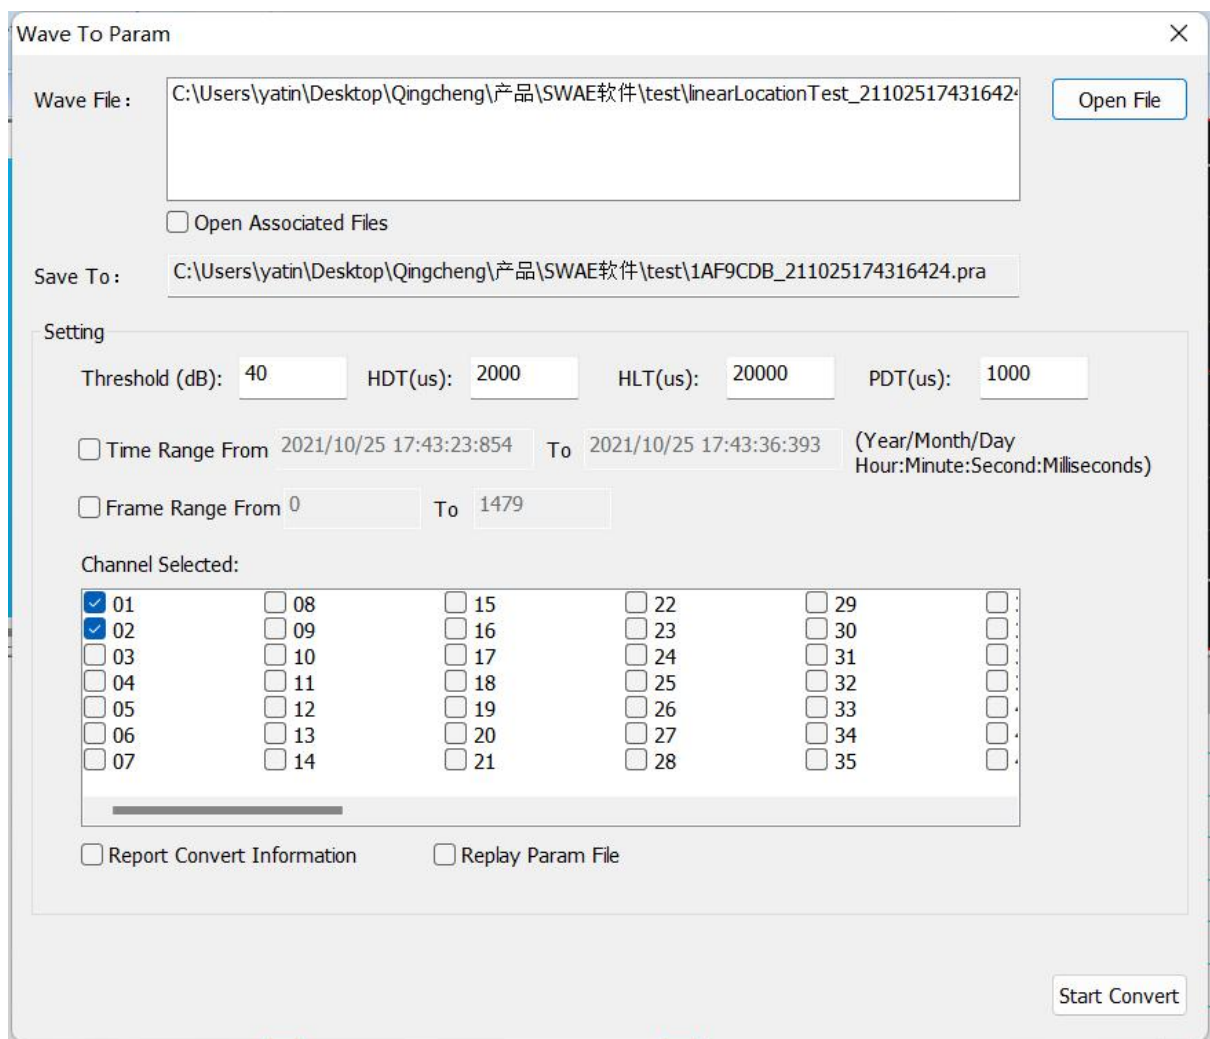 Wave To Param
Wave File:
C:\Users\yatin\Desktop\Qingcheng\产品\SWAE软件\test\linearLocationTest_211025174316424
Open File
Open Associated Files
Save To:
C:\Users\yatin\Desktop\Qingcheng\产品\SWAE软件\test\1AF9CDB_211025174316424.pra
Setting
Threshold (dB): 40 HDT(us): 2000 HLT(us): 20000 PDT(us): 1000
Time Range From 2021/10/25 17:43:23:854 To 2021/10/25 17:43:36:393 (Year/Month/Day
Hour:Minute:Second:Milliseconds)
Frame Range From 0 To 1479
Channel Selected:
01 08 15 22 29
02 09 16 23 30
03 10 17 24 31
04 11 18 25 32
05 12 19 26 33
06 13 20 27 34
07 14 21 28 35
Report Convert Information Replay Param File
Start Convert